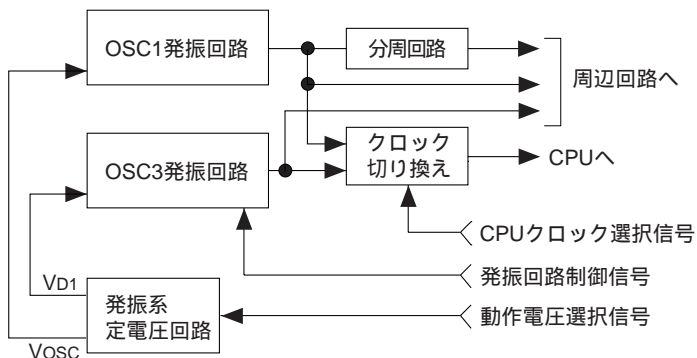 OSC1発振回路
分周回路
周辺回路へ
OSC3発振回路
クロック
切り換え
CPUへ
CPUクロック選択信号
発振回路制御信号
VD1
発振系
定電圧回路
動作電圧選択信号
VOSC